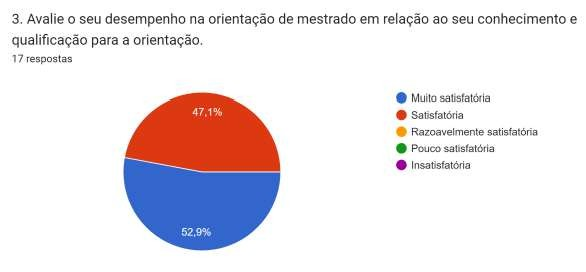 3. Avalie o seu desempenho na orientação de mestrado em relação ao seu conhecimento e
qualificação para a orientação.
17 respostas
47,1%
52,9%
Muito satisfatória
Satisfatória
Razoavelmente satisfatória
Pouco satisfatória
Insatisfatória